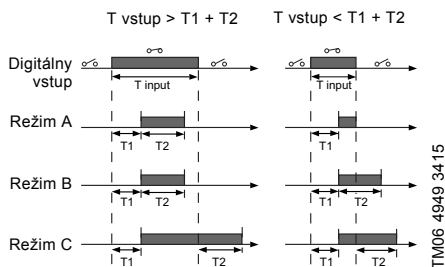 T vstup > T1 + T2
T vstup < T1 + T2
Digitálny
vstup
T input
T input
Režim A
T1
T2
T1
Režim B
T1
T2
T1
T2
Režim C
T1
T2
T1
T2
TM06 4949 3415